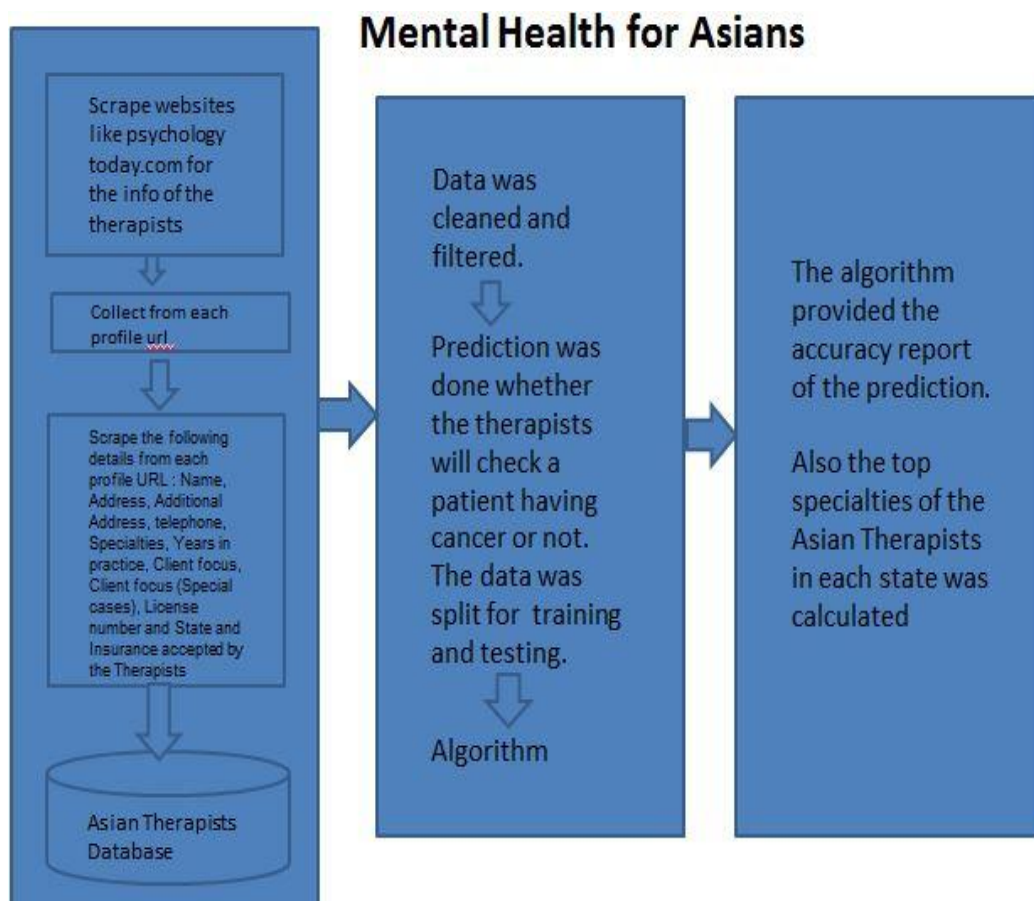 Mental Health for Asians
Scrape websites
like psychology
today.com for
the info of the
therapists
Collect from each
profile url
Scrape the following
details from each
profile URL : Name,
Address, Additional
Address, telephone,
Specialties, Years in
practice, Client focus,
Client focus (Special
cases), License
number and State and
Insurance accepted by
the Therapists
Asian Therapists
Database
Data was
cleaned and
filtered.
Prediction was
done whether
the therapists
will check a
patient having
cancer or not.
The data was
split for training
and testing.
Algorithm
The algorithm
provided the
accuracy report
of the prediction.
Also the top
specialties of the
Asian Therapists
in each state was
calculated